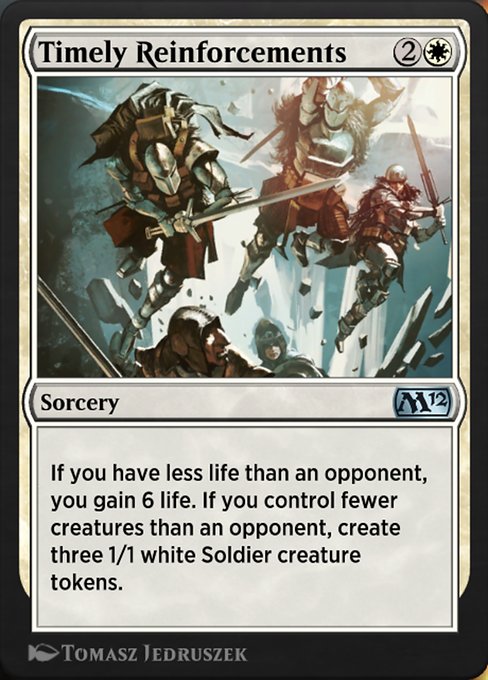 Timely Reinforcements 2
Sorcery M12
If you have less life than an opponent,
you gain 6 life. If you control fewer
creatures than an opponent, create
three 1/1 white Soldier creature
tokens.
Tomasz Jedruszek